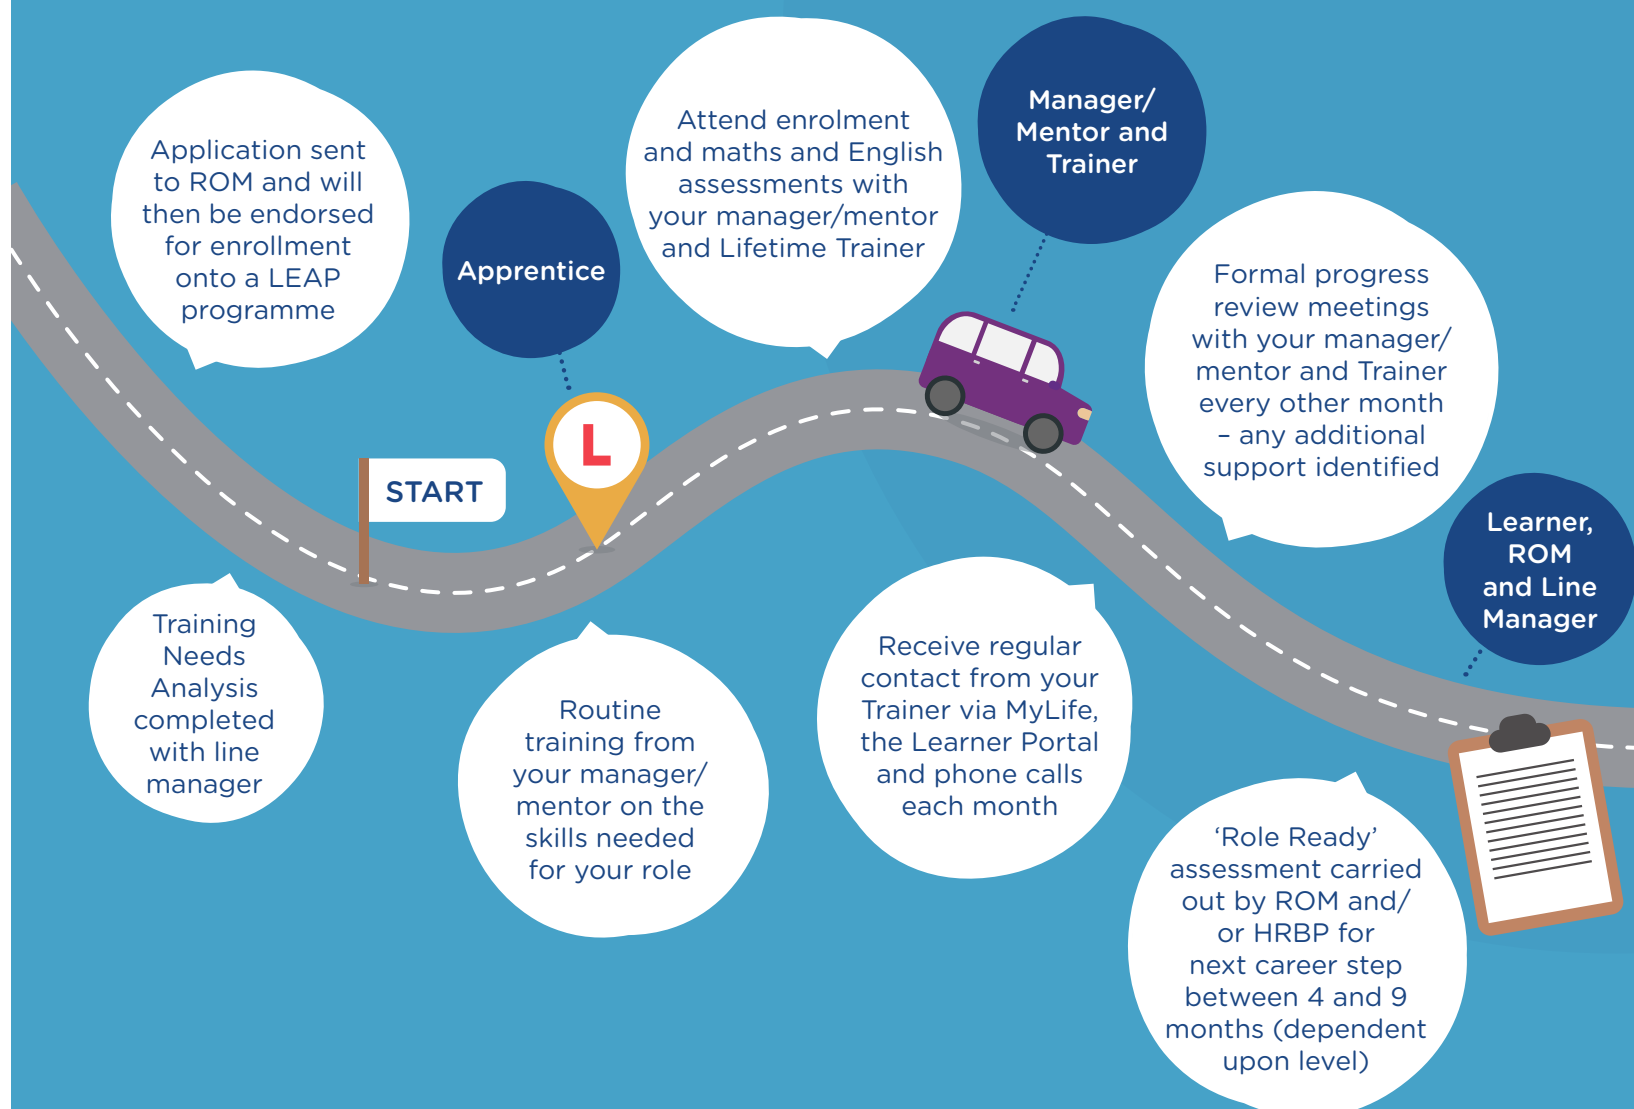 Application sent
to ROM and will
then be endorsed
for enrollment
onto a LEAP
programme
Training
Needs
Analysis
completed
with line
manager
START
Apprentice
L
Routine
training from
your manager/
mentor on the
skills needed
for your role
Attend enrolment
and maths and English
assessments with
your manager/mentor
and Lifetime Trainer
Manager/
Mentor and
Trainer
Receive regular
contact from your
Trainer via MyLife,
the Learner Portal
and phone calls
each month
Formal progress
review meetings
with your manager/
mentor and Trainer
every other month
– any additional
support identified
Learner,
ROM
and Line
Manager
‘Role Ready’
assessment carried
out by ROM and/
or HRBP for
next career step
between 4 and 9
months (dependent
upon level)